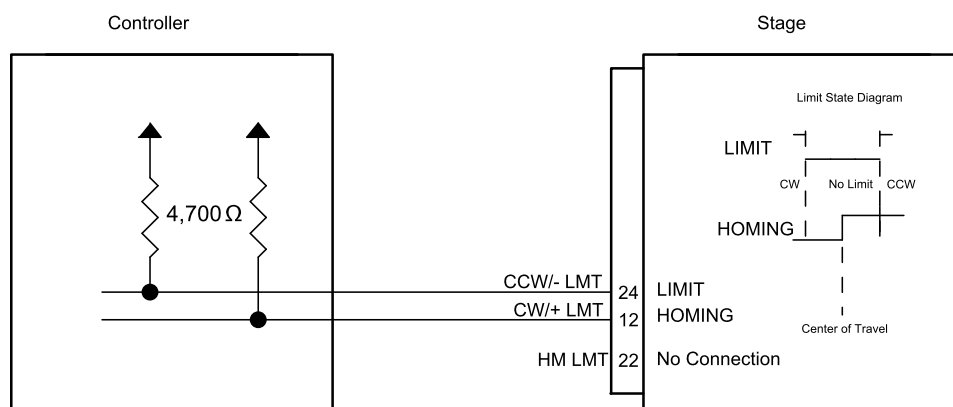 Controller
Stage
Limit State Diagram
LIMIT
CW No Limit CCW
HOMING
4,700 Ω
CCW/- LMT 24 LIMIT
CW/+ LMT 12 HOMING
Center of Travel
HM LMT 22 No Connection